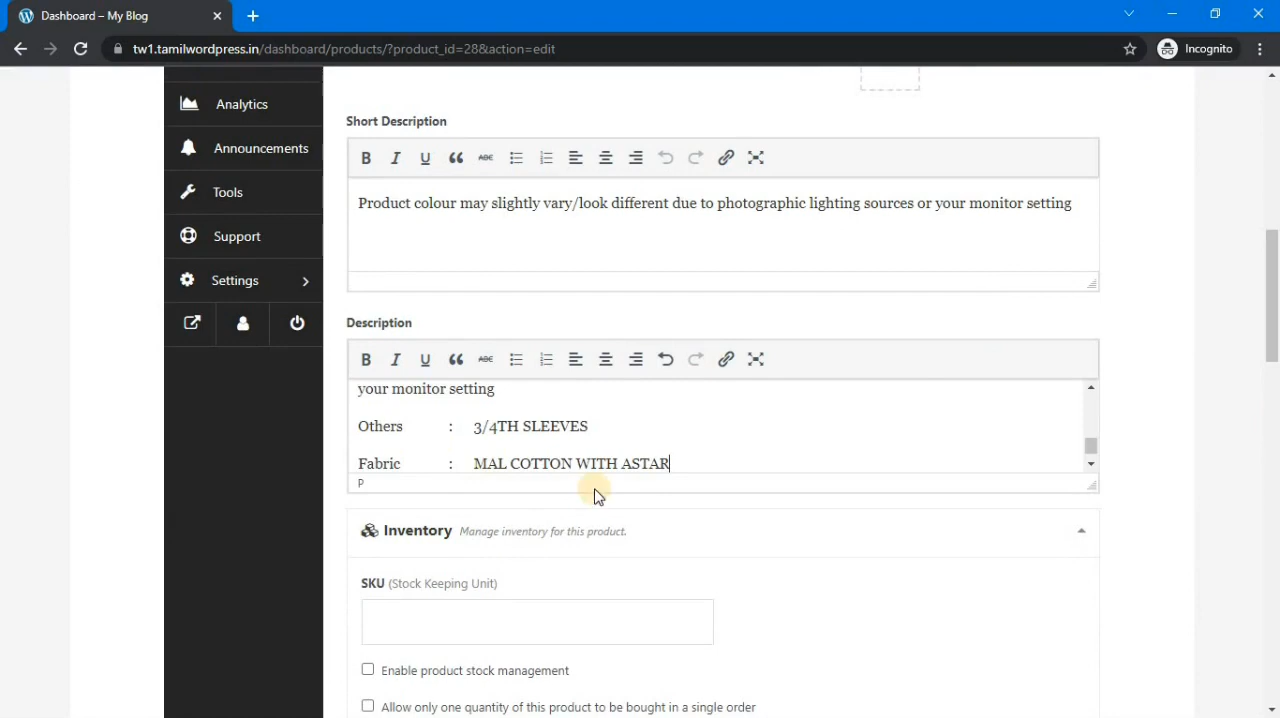 Dashboard – My Blog
tw1.tamilwordpress.in/dashboard/products/?product_id=28&action=edit
Incognito
Analytics
Announcements
Tools
Support
Settings
Short Description
B I U ABC
Product colour may slightly vary/look different due to photographic lighting sources or your monitor setting
Description
B I U ABC
your monitor setting
Others : 3/4TH SLEEVES
Fabric : MAL COTTON WITH ASTAR
P
Inventory Manage inventory for this product.
SKU (Stock Keeping Unit)
Enable product stock management
Allow only one quantity of this product to be bought in a single order